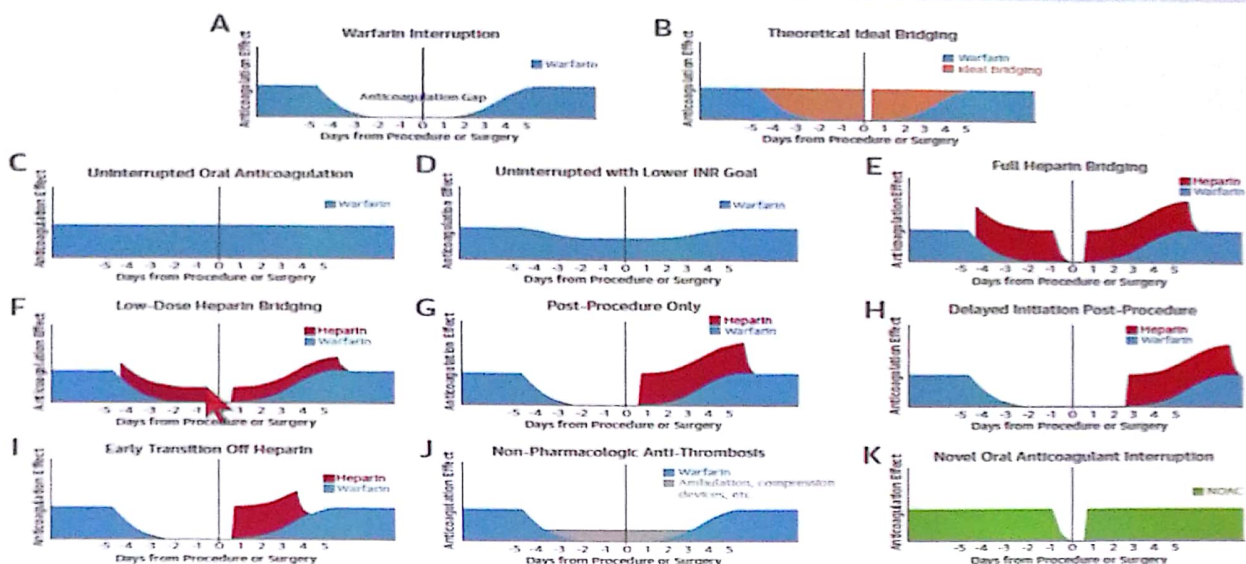 A
Warfarin Interruption
Anticoagulation Effect
Warfarin
Anticoagulation Gap
-5 -4 -3 -2 -1 0 1 2 3 4 5
Days from Procedure or Surgery
B
Theoretical Ideal Bridging
Anticoagulation Effect
Warfarin
Ideal Bridging
-5 -4 -3 -2 -1 0 1 2 3 4 5
Days from Procedure or Surgery
C
Uninterrupted Oral Anticoagulation
Anticoagulation Effect
Warfarin
-5 -4 -3 -2 -1 0 1 2 3 4 5
Days from Procedure or Surgery
D
Uninterrupted with Lower INR Goal
Anticoagulation Effect
Warfarin
-5 -4 -3 -2 -1 0 1 2 3 4 5
Days from Procedure or Surgery
E
Full Heparin Bridging
Anticoagulation Effect
Heparin
Warfarin
-5 -4 -3 -2 -1 0 1 2 3 4 5
Days from Procedure or Surgery
F
Low-Dose Heparin Bridging
Anticoagulation Effect
Heparin
Warfarin
-5 -4 -3 -2 -1 0 1 2 3 4 5
Days from Procedure or Surgery
G
Post-Procedure Only
Anticoagulation Effect
Heparin
Warfarin
-5 -4 -3 -2 -1 0 1 2 3 4 5
Days from Procedure or Surgery
H
Delayed Initiation Post-Procedure
Anticoagulation Effect
Heparin
Warfarin
-5 -4 -3 -2 -1 0 1 2 3 4 5
Days from Procedure or Surgery
I
Early Transition Off Heparin
Anticoagulation Effect
Heparin
Warfarin
-5 -4 -3 -2 -1 0 1 2 3 4 5
Days from Procedure or Surgery
J
Non-Pharmacologic Anti-Thrombosis
Anticoagulation Effect
Warfarin
Ambulation, compression
devices, etc
-5 -4 -3 -2 -1 0 1 2 3 4 5
Days from Procedure or Surgery
K
Novel Oral Anticoagulant Interruption
Anticoagulation Effect
NOAC
-5 -4 -3 -2 -1 0 1 2 3 4 5
Days from Procedure or Surgery